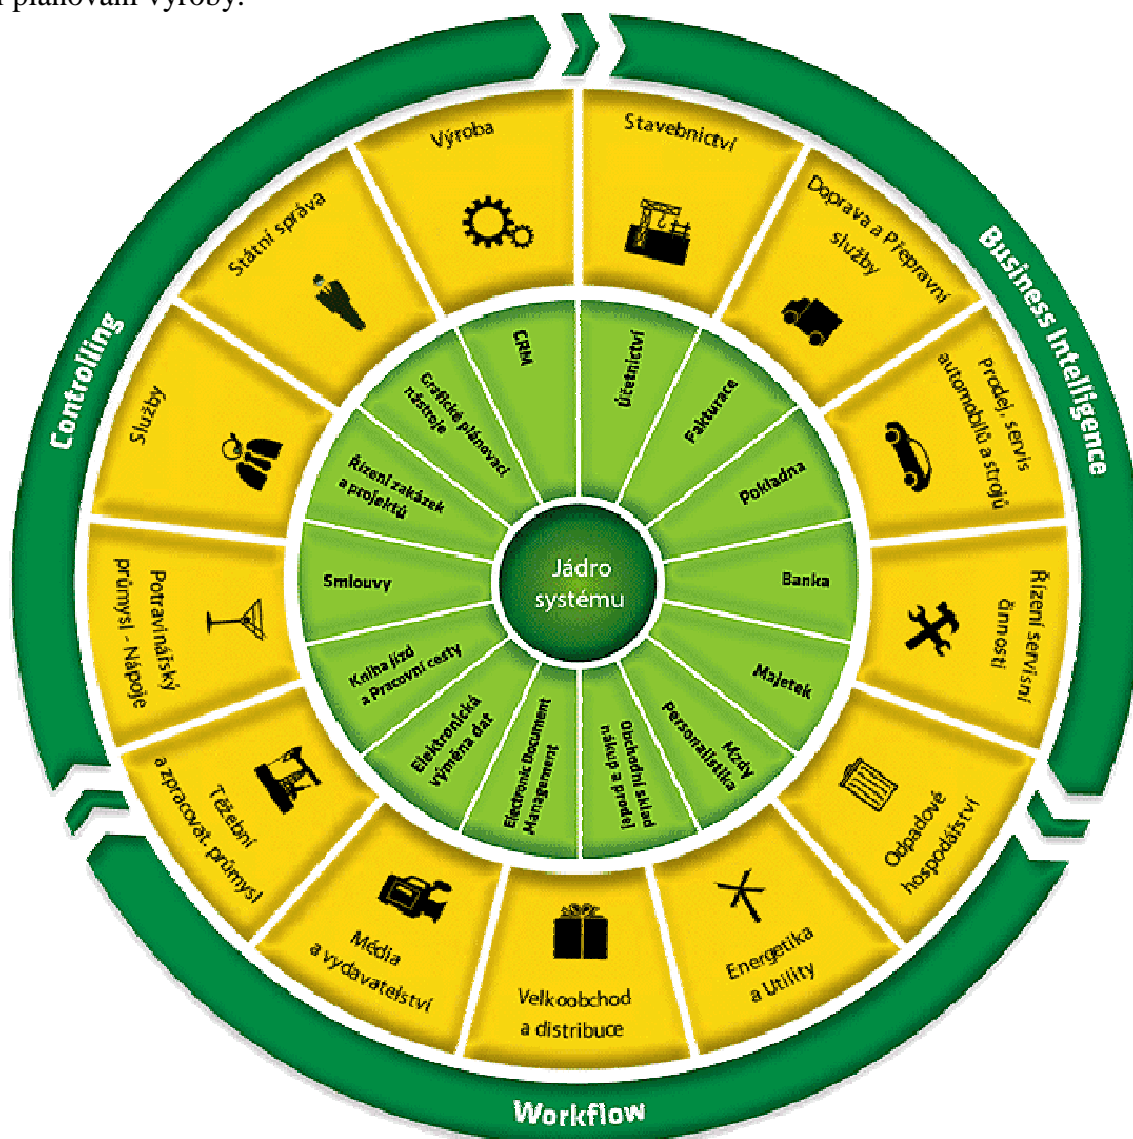 plánování výroby.
Controlling
Business Intelligence
Workflow
Výroba
Stavebnictví
Doprava a Přepravní
služby
Prodej, servis
automobilů a strojů
Řízení servisní
činnosti
Odpadové
hospodářství
Energetika
a Utility
Velkoobchod
a distribuce
Média
a vydavatelství
Těžební
a zpracovat. průmysl
Potravinářský
průmysl - Nápoje
Služby
Státní správa
CRM
Účetnictví
Fakturace
Pokladna
Banka
Majetek
Mzdy
Personalistika
Obchodní sklad
nákup a prodej
Electronic Document
Management
Elektronická
výměna dat
Kniha jízd
a Pracovní cesty
Smlouvy
Řízení zakázek
a projektů
Grafické plánovací
nástroje
Jádro
systému